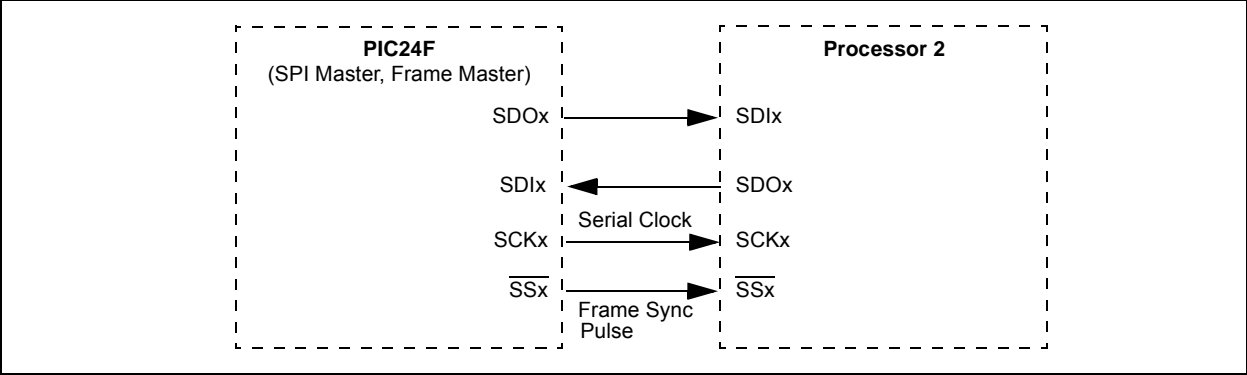 PIC24F
(SPI Master, Frame Master)
Processor 2
SDOx
SDIx
SDIx
SDOx
Serial Clock
SCKx
SCKx
SSx
SSx
Frame Sync
Pulse